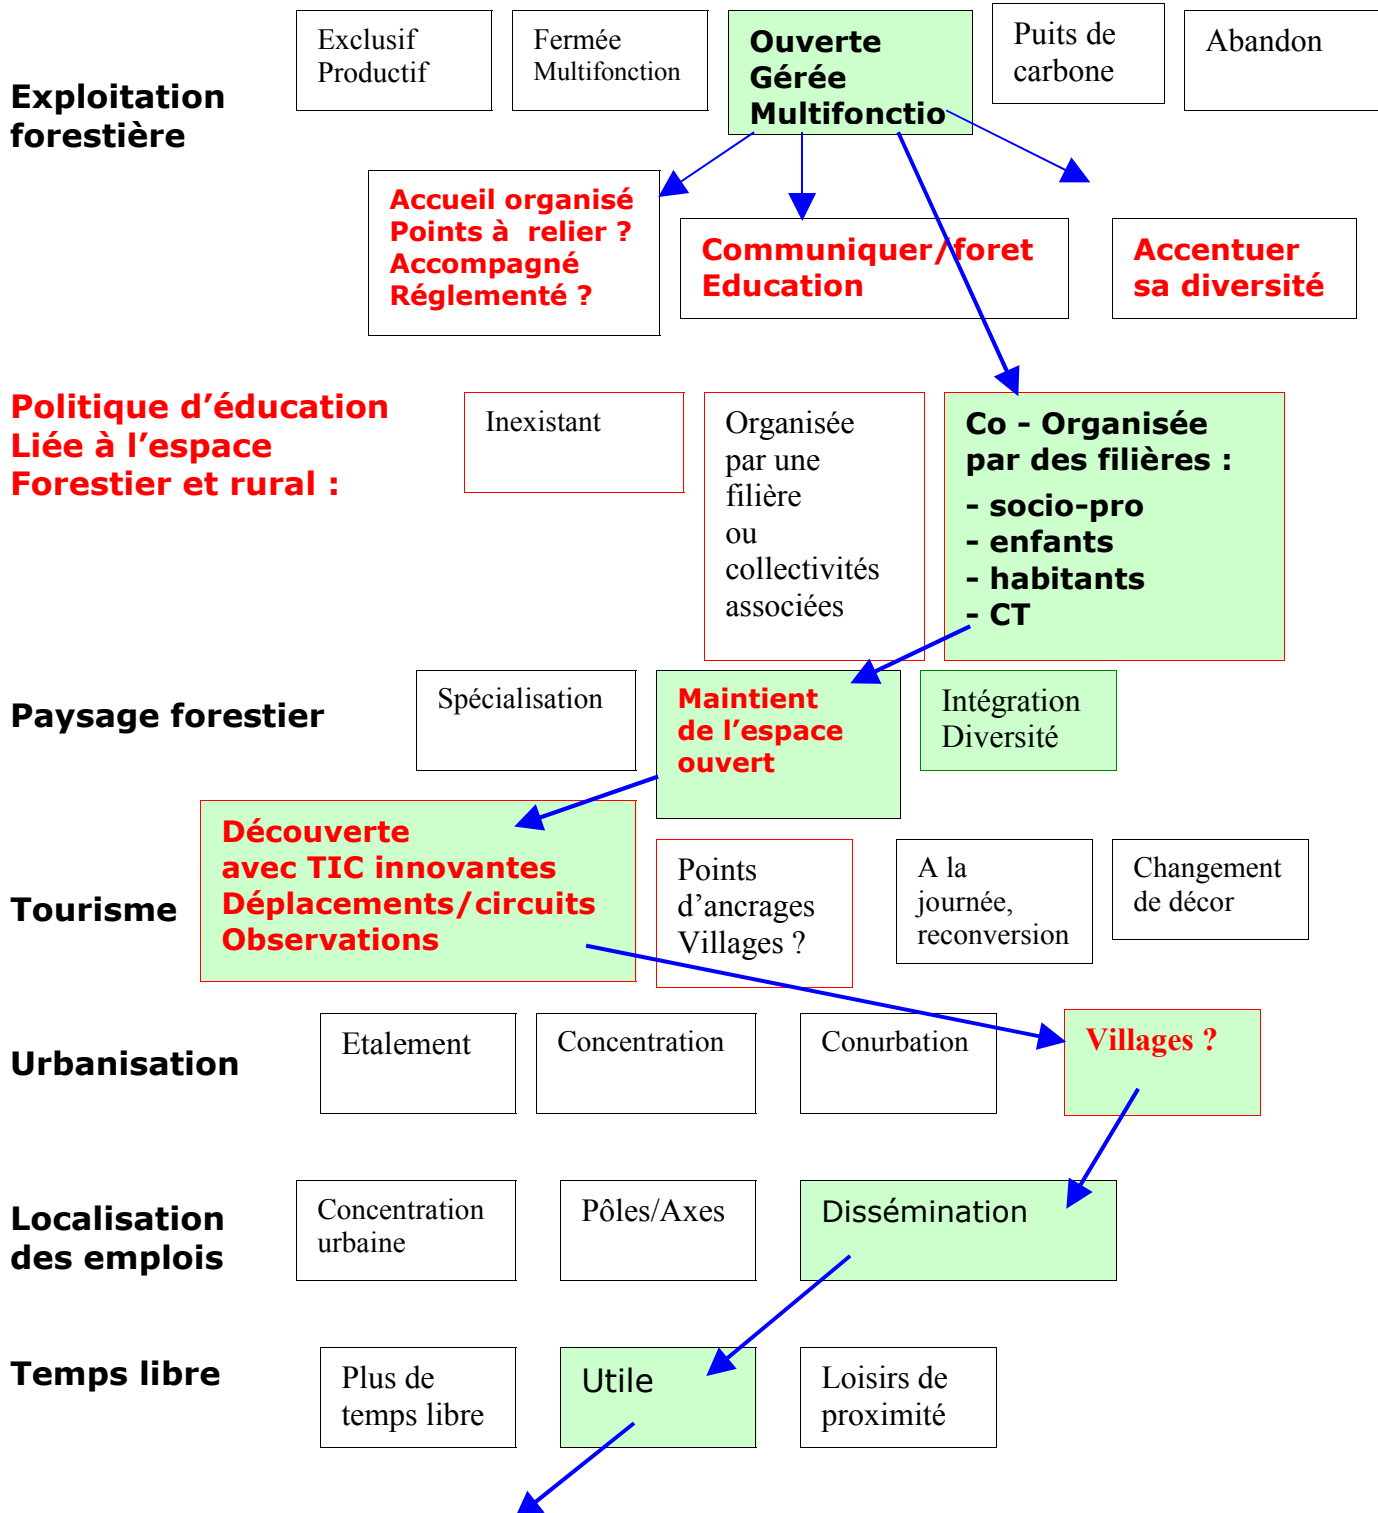 Exploitation
forestière
Exclusif
Productif
Fermée
Multifonction
Ouverte
Gérée
Multifonctio
Puits de
carbone
Abandon
Accueil organisé
Points à relier ?
Accompagné
Réglementé ?
Communiquer/foret
Education
Accentuer
sa diversité
Politique d’éducation
Liée à l’espace
Forestier et rural :
Inexistant
Organisée
par une
filière
ou
collectivités
associées
Co - Organisée
par des filières :
- socio-pro
- enfants
- habitants
- CT
Paysage forestier
Spécialisation
Maintient
de l’espace
ouvert
Intégration
Diversité
Tourisme
Découverte
avec TIC innovantes
Déplacements/circuits
Observations
Points
d’ancrages
Villages ?
A la
journée,
reconversion
Changement
de décor
Urbanisation
Etalement
Concentration
Conurbation
Villages ?
Localisation
des emplois
Concentration
urbaine
Pôles/Axes
Dissémination
Temps libre
Plus de
temps libre
Utile
Loisirs de
proximité